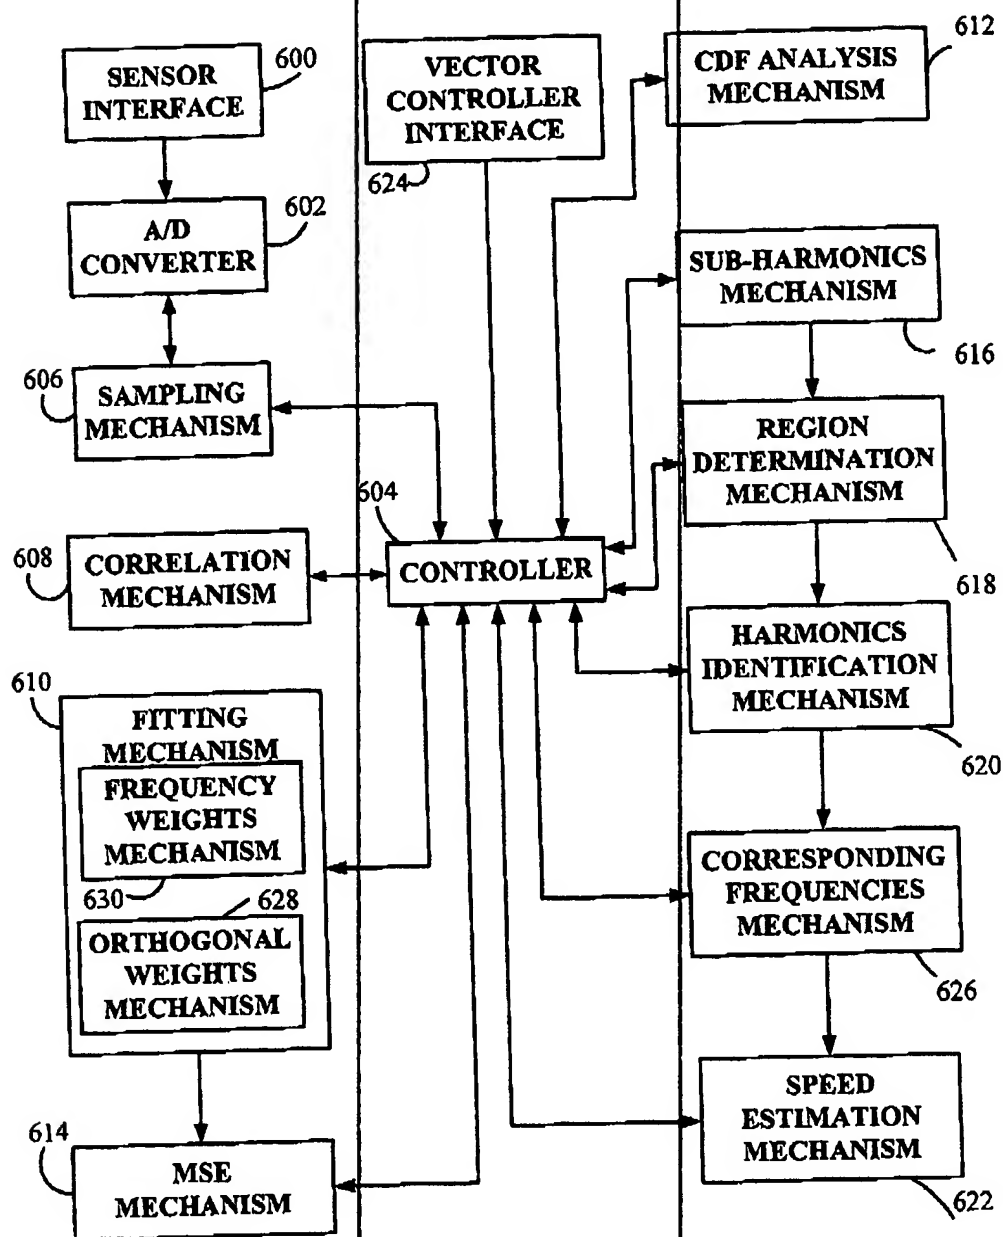 600
SENSOR
INTERFACE
602
A/D
CONVERTER
606
SAMPLING
MECHANISM
608
CORRELATION
MECHANISM
610
FITTING
MECHANISM
FREQUENCY
WEIGHTS
MECHANISM
630
628
ORTHOGONAL
WEIGHTS
MECHANISM
614
MSE
MECHANISM
VECTOR
CONTROLLER
INTERFACE
624
604
CONTROLLER
612
CDF ANALYSIS
MECHANISM
SUB-HARMONICS
MECHANISM
616
REGION
DETERMINATION
MECHANISM
618
HARMONICS
IDENTIFICATION
MECHANISM
620
CORRESPONDING
FREQUENCIES
MECHANISM
626
SPEED
ESTIMATION
MECHANISM
622